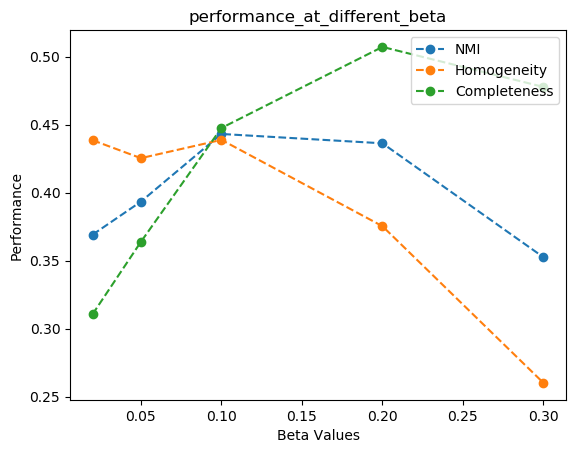 performance_at_different_beta
NMI
Homogeneity
Completeness
Performance
0.50
0.45
0.40
0.35
0.30
0.25
0.05
0.10
0.15
0.20
0.25
0.30
Beta Values